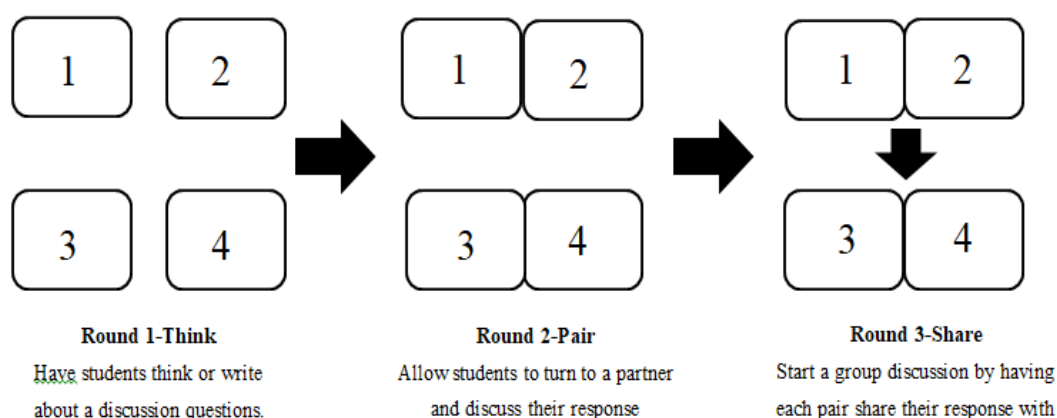 1 2
1 2
1 2
3 4
3 4
3 4
Round 1-Think
Have students think or write
about a discussion questions.
Round 2-Pair
Allow students to turn to a partner
and discuss their response
Round 3-Share
Start a group discussion by having
each pair share their response with